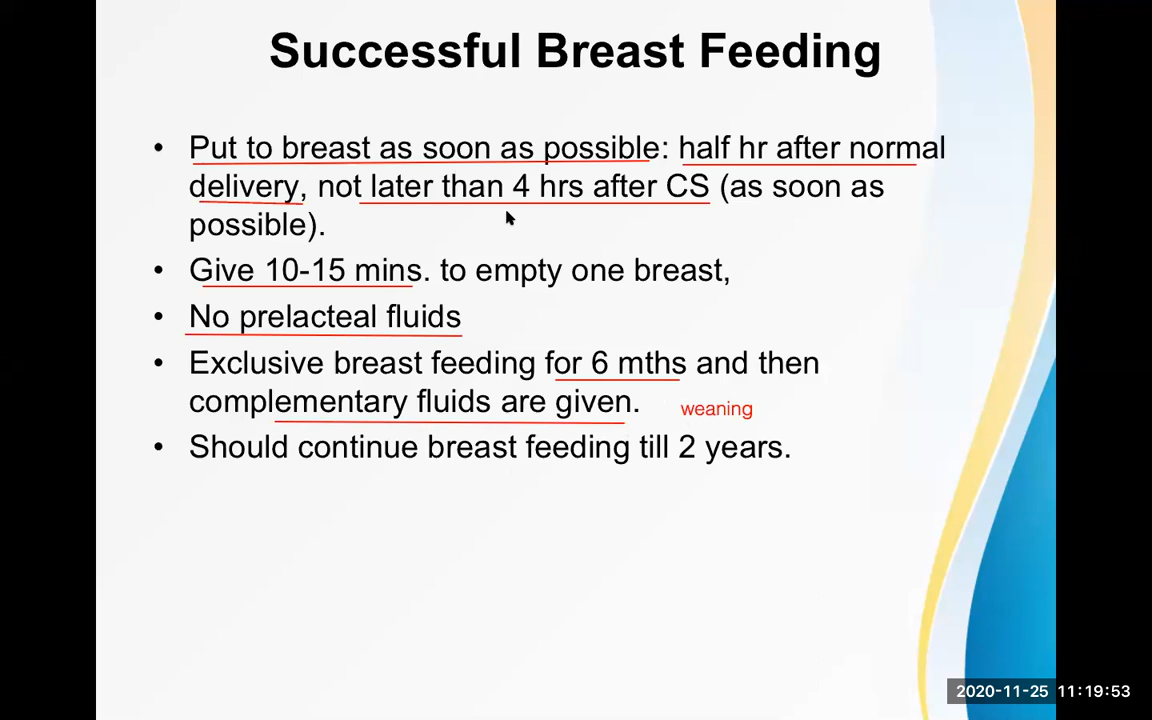 Successful Breast Feeding
• Put to breast as soon as possible: half hr after normal
delivery, not later than 4 hrs after CS (as soon as
possible).
• Give 10-15 mins. to empty one breast,
• No prelacteal fluids
• Exclusive breast feeding for 6 mths and then
complementary fluids are given. weaning
• Should continue breast feeding till 2 years.
2020-11-25 11:19:53